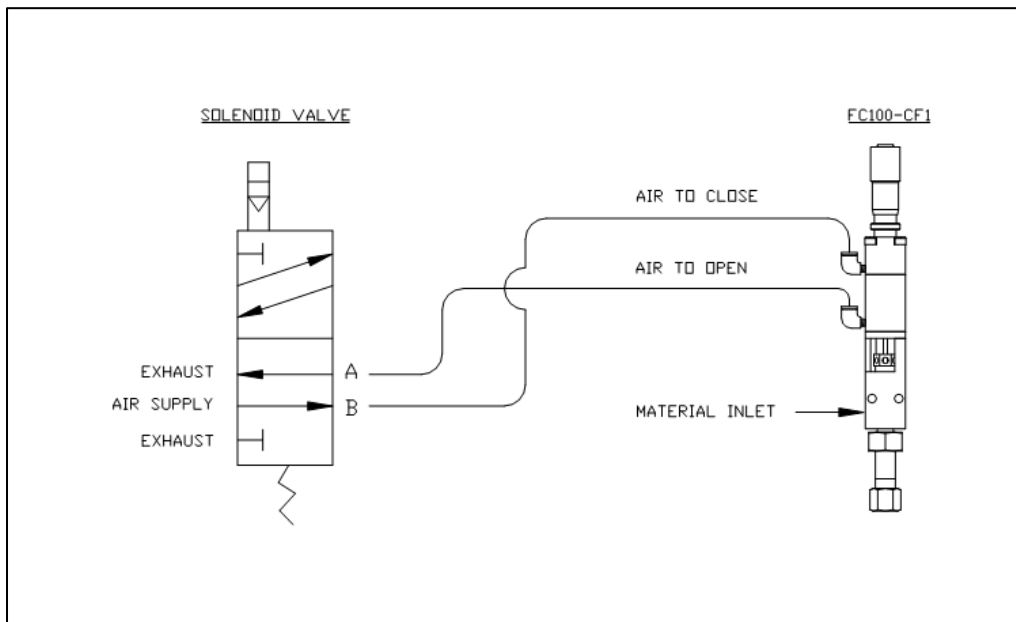 SOLENOID VALVE
FC100-CF1
AIR TO CLOSE
AIR TO OPEN
EXHAUST
A
AIR SUPPLY
B
MATERIAL INLET
EXHAUST